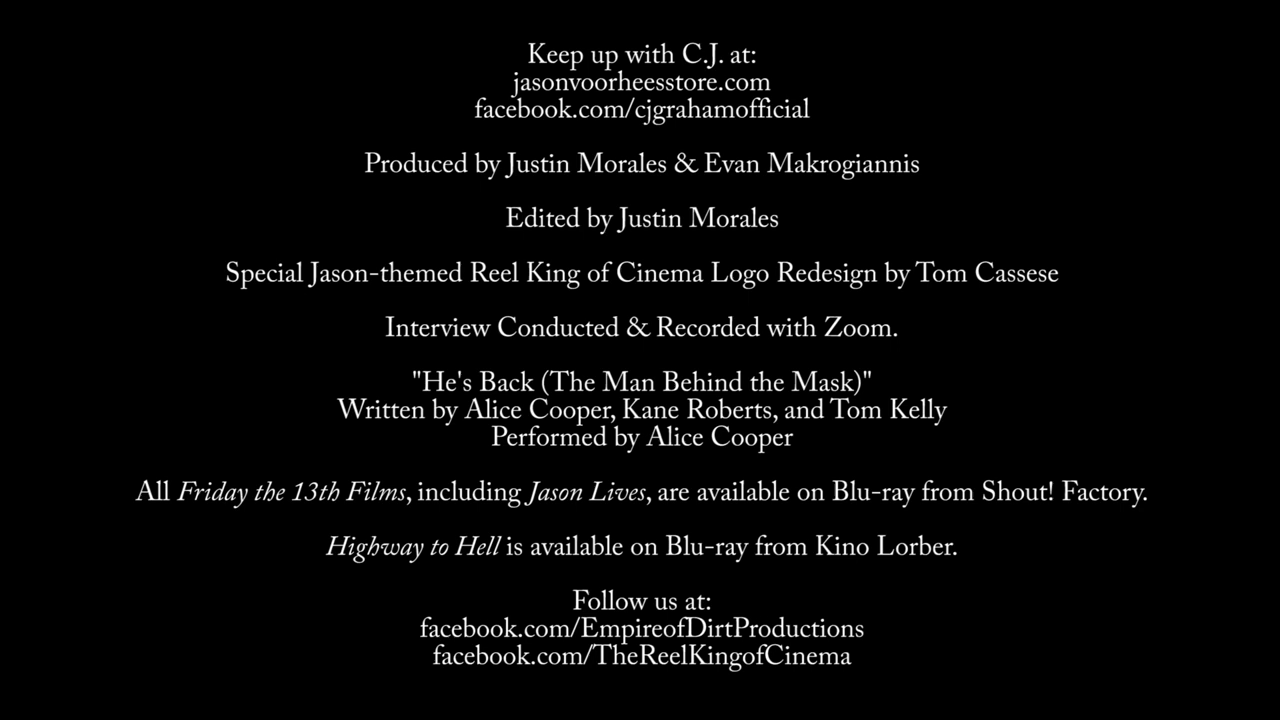 Keep up with C.J. at:
jasonvoorheesstore.com
facebook.com/cjgrahamofficial
Produced by Justin Morales & Evan Makrogiannis
Edited by Justin Morales
Special Jason-themed Reel King of Cinema Logo Redesign by Tom Cassese
Interview Conducted & Recorded with Zoom.
"He's Back (The Man Behind the Mask)"
Written by Alice Cooper, Kane Roberts, and Tom Kelly
Performed by Alice Cooper
All Friday the 13th Films, including Jason Lives, are available on Blu-ray from Shout! Factory.
Highway to Hell is available on Blu-ray from Kino Lorber.
Follow us at:
facebook.com/EmpireofDirtProductions
facebook.com/TheReelKingofCinema